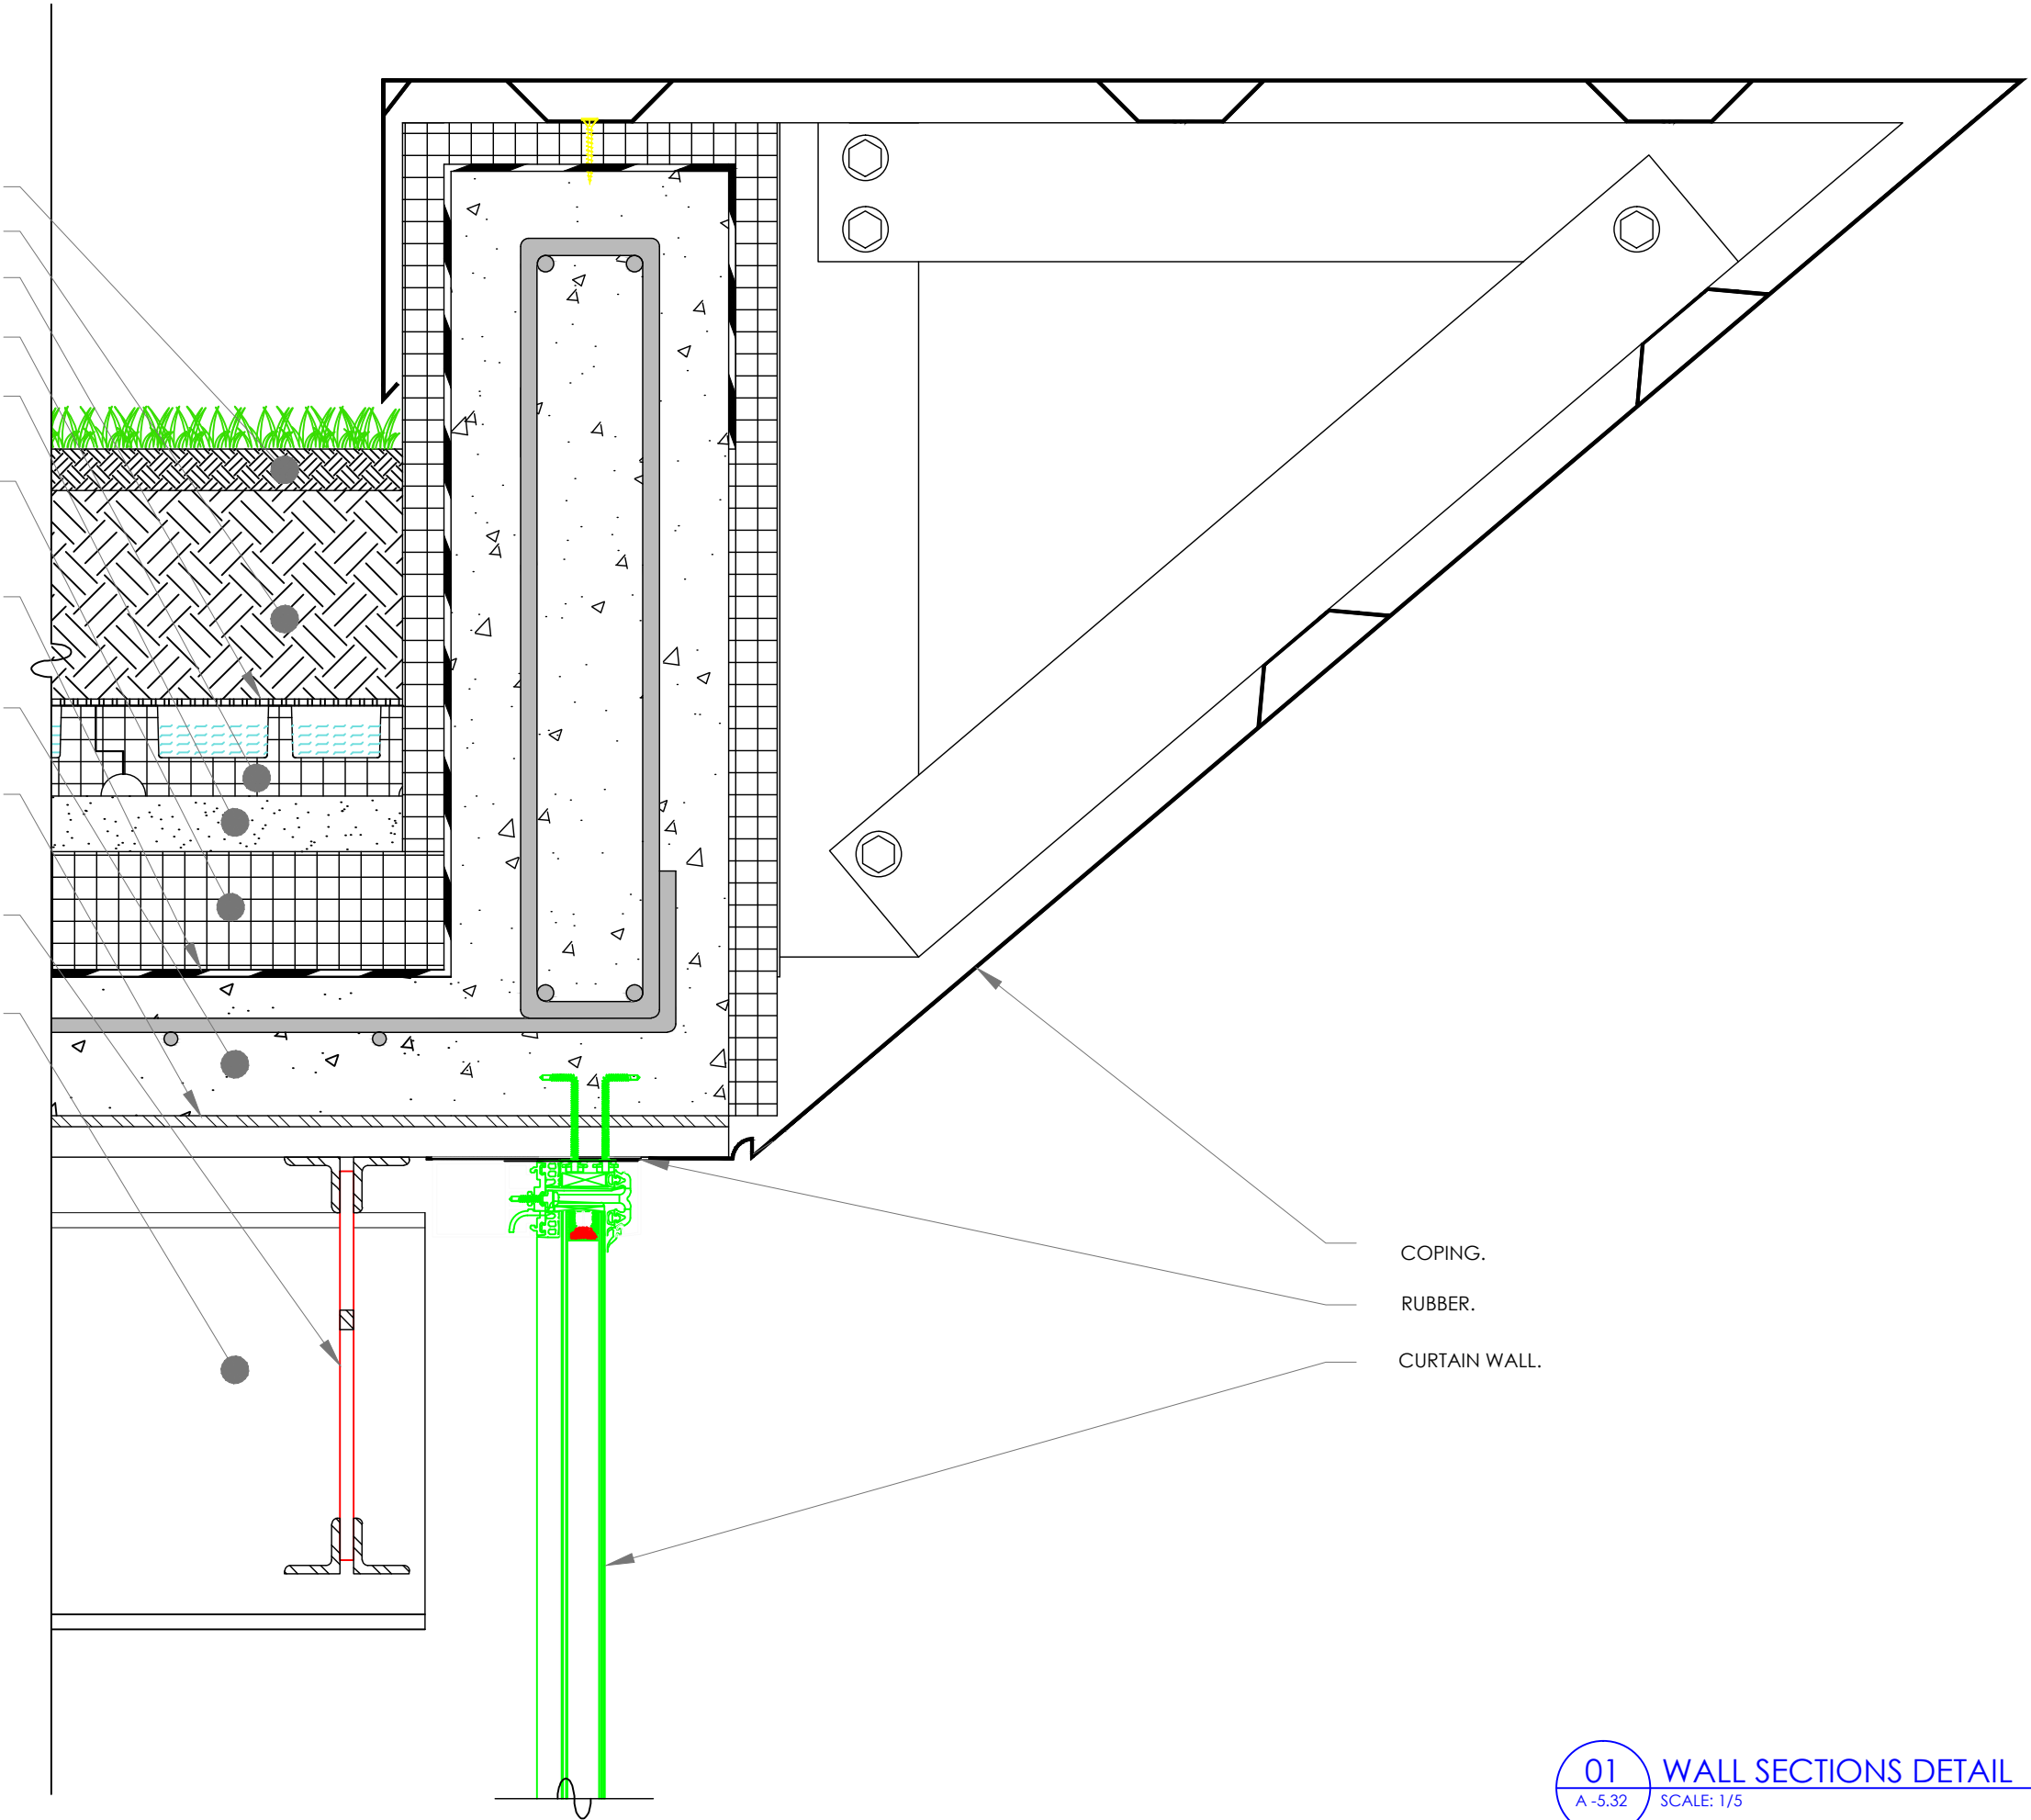 COPING.
RUBBER.
CURTAIN WALL.
01 WALL SECTIONS DETAIL
A -5.32 SCALE: 1/5